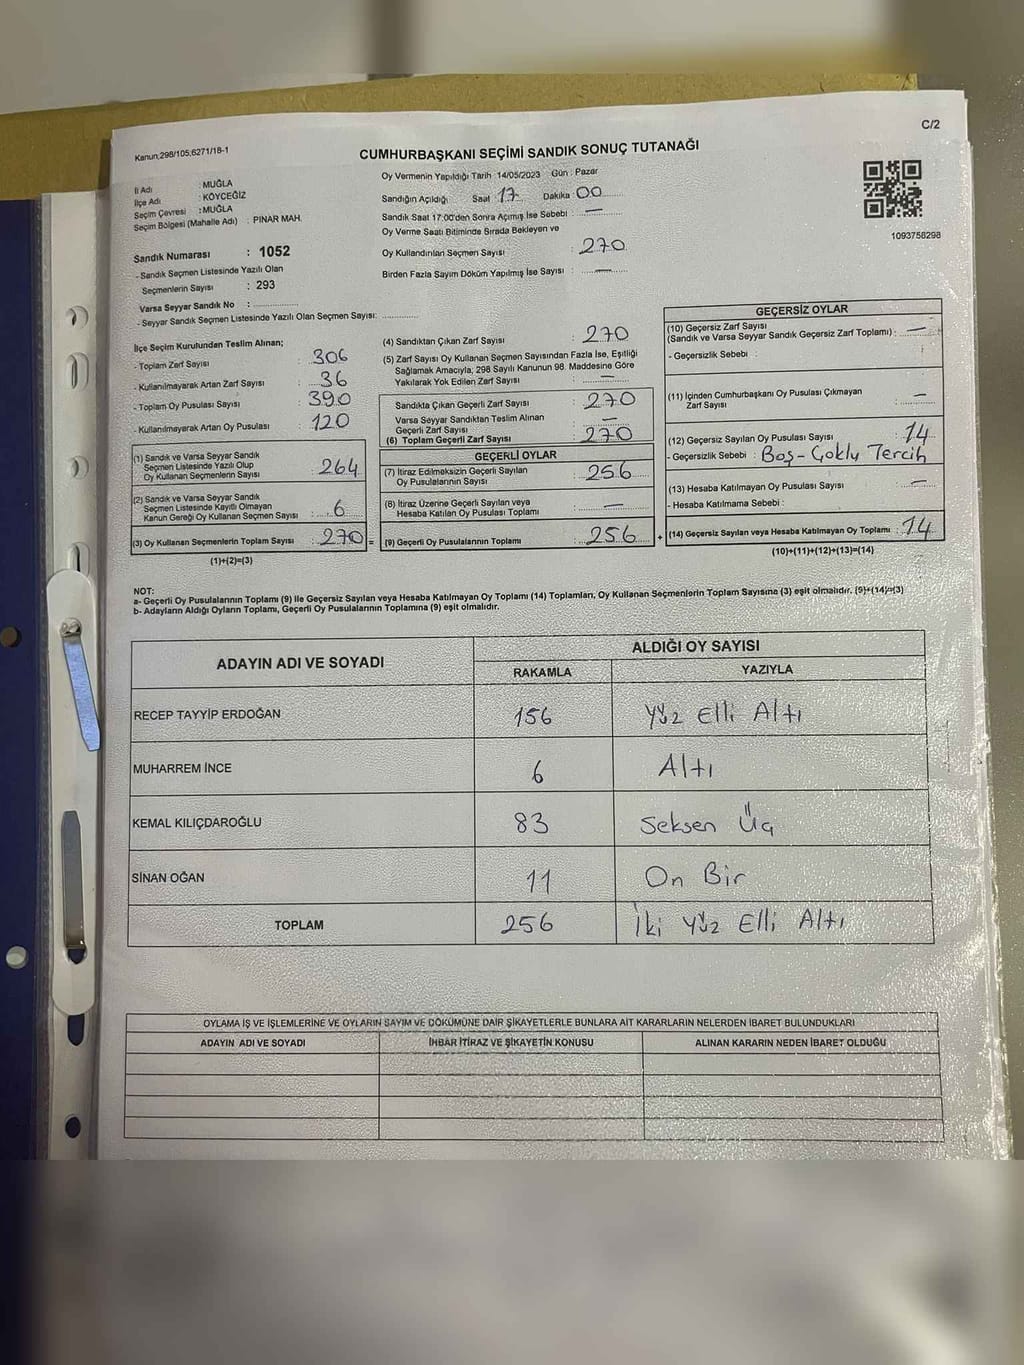 C/2
Kanun,298/105,6271/18-1
CUMHURBAŞKANI SEÇİMİ SANDIK SONUÇ TUTANAĞI
İl Adı : MUĞLA
İlçe Adı : KÖYCEĞİZ
Seçim Çevresi : MUĞLA
Seçim Bölgesi (Mahalle Adı) : PINAR MAH.
Sandık Numarası : 1052
- Sandık Seçmen Listesinde Yazılı Olan
Seçmenlerin Sayısı : 293
Varsa Seyyar Sandık No :
- Seyyar Sandık Seçmen Listesinde Yazılı Olan Seçmen Sayısı:
Oy Vermenin Yapıldığı Tarih 14/05/2023 Gün : Pazar
Sandığın Açıldığı Saat 17 Dakika 00
Sandık Saat 17:00'den Sonra Açımış İse Sebebi : —
Oy Verme Saati Bitiminde Sırada Bekleyen ve
Oy Kullandırılan Seçmen Sayısı : 270
Birden Fazla Sayım Döküm Yapılmış İse Sayısı : —
1093758298
İlçe Seçim Kurulundan Teslim Alınan;
- Toplam Zarf Sayısı : 306
- Kullanılmayarak Artan Zarf Sayısı : 36
- Toplam Oy Pusulası Sayısı : 390
- Kullanılmayarak Artan Oy Pusulası : 120
(1) Sandık ve Varsa Seyyar Sandık
Seçmen Listesinde Yazılı Olup
Oy Kullanan Seçmenlerin Sayısı : 264
(2) Sandık ve Varsa Seyyar Sandık
Seçmen Listesinde Kayıtlı Olmayan
Kanun Gereği Oy Kullanan Seçmen Sayısı : 6
(3) Oy Kullanan Seçmenlerin Toplam Sayısı : 270 =
(1)+(2)=(3)
(4) Sandıktan Çıkan Zarf Sayısı : 270
(5) Zarf Sayısı Oy Kullanan Seçmen Sayısından Fazla İse, Eşitliği
Sağlamak Amacıyla; 298 Sayılı Kanunun 98. Maddesine Göre
Yakılarak Yok Edilen Zarf Sayısı : —
Sandıkta Çıkan Geçerli Zarf Sayısı : 270
Varsa Seyyar Sandıktan Teslim Alınan
Geçerli Zarf Sayısı : —
(6) Toplam Geçerli Zarf Sayısı : 270
GEÇERLİ OYLAR
(7) İtiraz Edilmeksizin Geçerli Sayılan
Oy Pusulalarının Sayısı : 256
(8) İtiraz Üzerine Geçerli Sayılan veya
Hesaba Katılan Oy Pusulası Toplamı : —
(9) Geçerli Oy Pusulalarının Toplamı : 256 +
GEÇERSİZ OYLAR
(10) Geçersiz Zarf Sayısı
(Sandık ve Varsa Seyyar Sandık Geçersiz Zarf Toplamı) : —
- Geçersizlik Sebebi :
(11) İçinden Cumhurbaşkanı Oy Pusulası Çıkmayan
Zarf Sayısı : —
(12) Geçersiz Sayılan Oy Pusulası Sayısı : 14
- Geçersizlik Sebebi : Boş-Çoklu Tercih
(13) Hesaba Katılmayan Oy Pusulası Sayısı : —
- Hesaba Katılmama Sebebi :
(14) Geçersiz Sayılan veya Hesaba Katılmayan Oy Toplamı : 14
(10)+(11)+(12)+(13)=(14)
NOT:
a- Geçerli Oy Pusulalarının Toplamı (9) ile Geçersiz Sayılan veya Hesaba Katılmayan Oy Toplamı (14) Toplamları, Oy Kullanan Seçmenlerin Toplam Sayısına (3) eşit olmalıdır. (9)+(14)=(3)
b- Adayların Aldığı Oyların Toplamı, Geçerli Oy Pusulalarının Toplamına (9) eşit olmalıdır.
ADAYIN ADI VE SOYADI ALDIĞI OY SAYISI
RAKAMLA YAZIYLA
RECEP TAYYİP ERDOĞAN 156 Yüz Elli Altı
MUHARREM İNCE 6 Altı
KEMAL KILIÇDAROĞLU 83 Seksen Üç
SİNAN OĞAN 11 On Bir
TOPLAM 256 İki Yüz Elli Altı
OYLAMA İŞ VE İŞLEMLERİNE VE OYLARIN SAYIM VE DÖKÜMÜNE DAİR ŞİKAYETLERLE BUNLARA AİT KARARLARIN NELERDEN İBARET BULUNDUKLARI
ADAYIN ADI VE SOYADI İHBAR İTİRAZ VE ŞİKAYETİN KONUSU ALINAN KARARIN NEDEN İBARET OLDUĞU